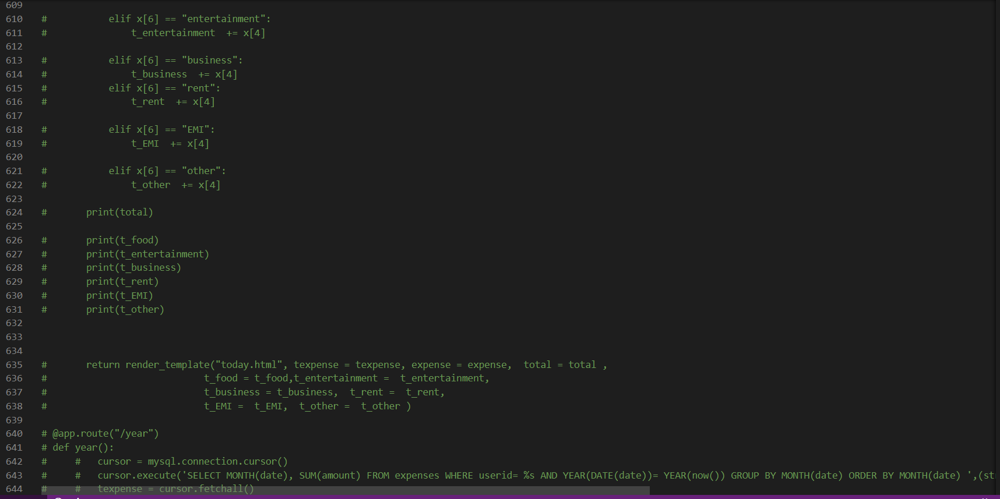 609
610 # elif x[6] == "entertainment":
611 # t_entertainment += x[4]
612
613 # elif x[6] == "business":
614 # t_business += x[4]
615 # elif x[6] == "rent":
616 # t_rent += x[4]
617
618 # elif x[6] == "EMI":
619 # t_EMI += x[4]
620
621 # elif x[6] == "other":
622 # t_other += x[4]
623
624 # print(total)
625
626 # print(t_food)
627 # print(t_entertainment)
628 # print(t_business)
629 # print(t_rent)
630 # print(t_EMI)
631 # print(t_other)
632
633
634
635 # return render_template("today.html", texpense = texpense, expense = expense,  total = total ,
636 # t_food = t_food,t_entertainment =  t_entertainment,
637 # t_business = t_business,  t_rent =  t_rent,
638 # t_EMI =  t_EMI,  t_other =  t_other )
639
640 # @app.route("/year")
641 # def year():
642 # # cursor = mysql.connection.cursor()
643 # # cursor.execute('SELECT MONTH(date), SUM(amount) FROM expenses WHERE userid= %s AND YEAR(DATE(date))= YEAR(now()) GROUP BY MONTH(date) ORDER BY MONTH(date) ',(st
644 # # texpense = cursor.fetchall()